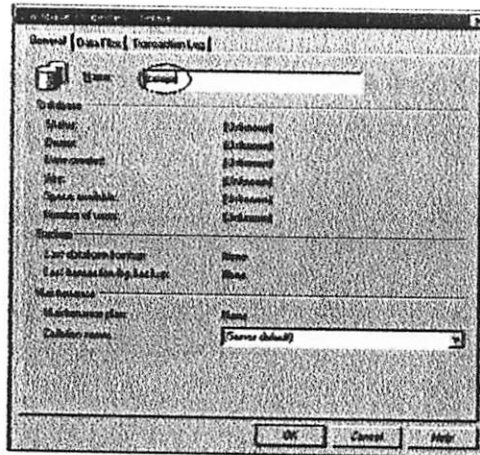 General Data Files Transaction Log
Name:
Database
Status: (Unknown)
Owner: (Unknown)
Date created: (Unknown)
Size: (Unknown)
Space available: (Unknown)
Number of users: (Unknown)
Backup
Last database backup: None
Last transaction log backup: None
Maintenance
Maintenance plan: None
Collation name: (Server default)
OK Cancel Help